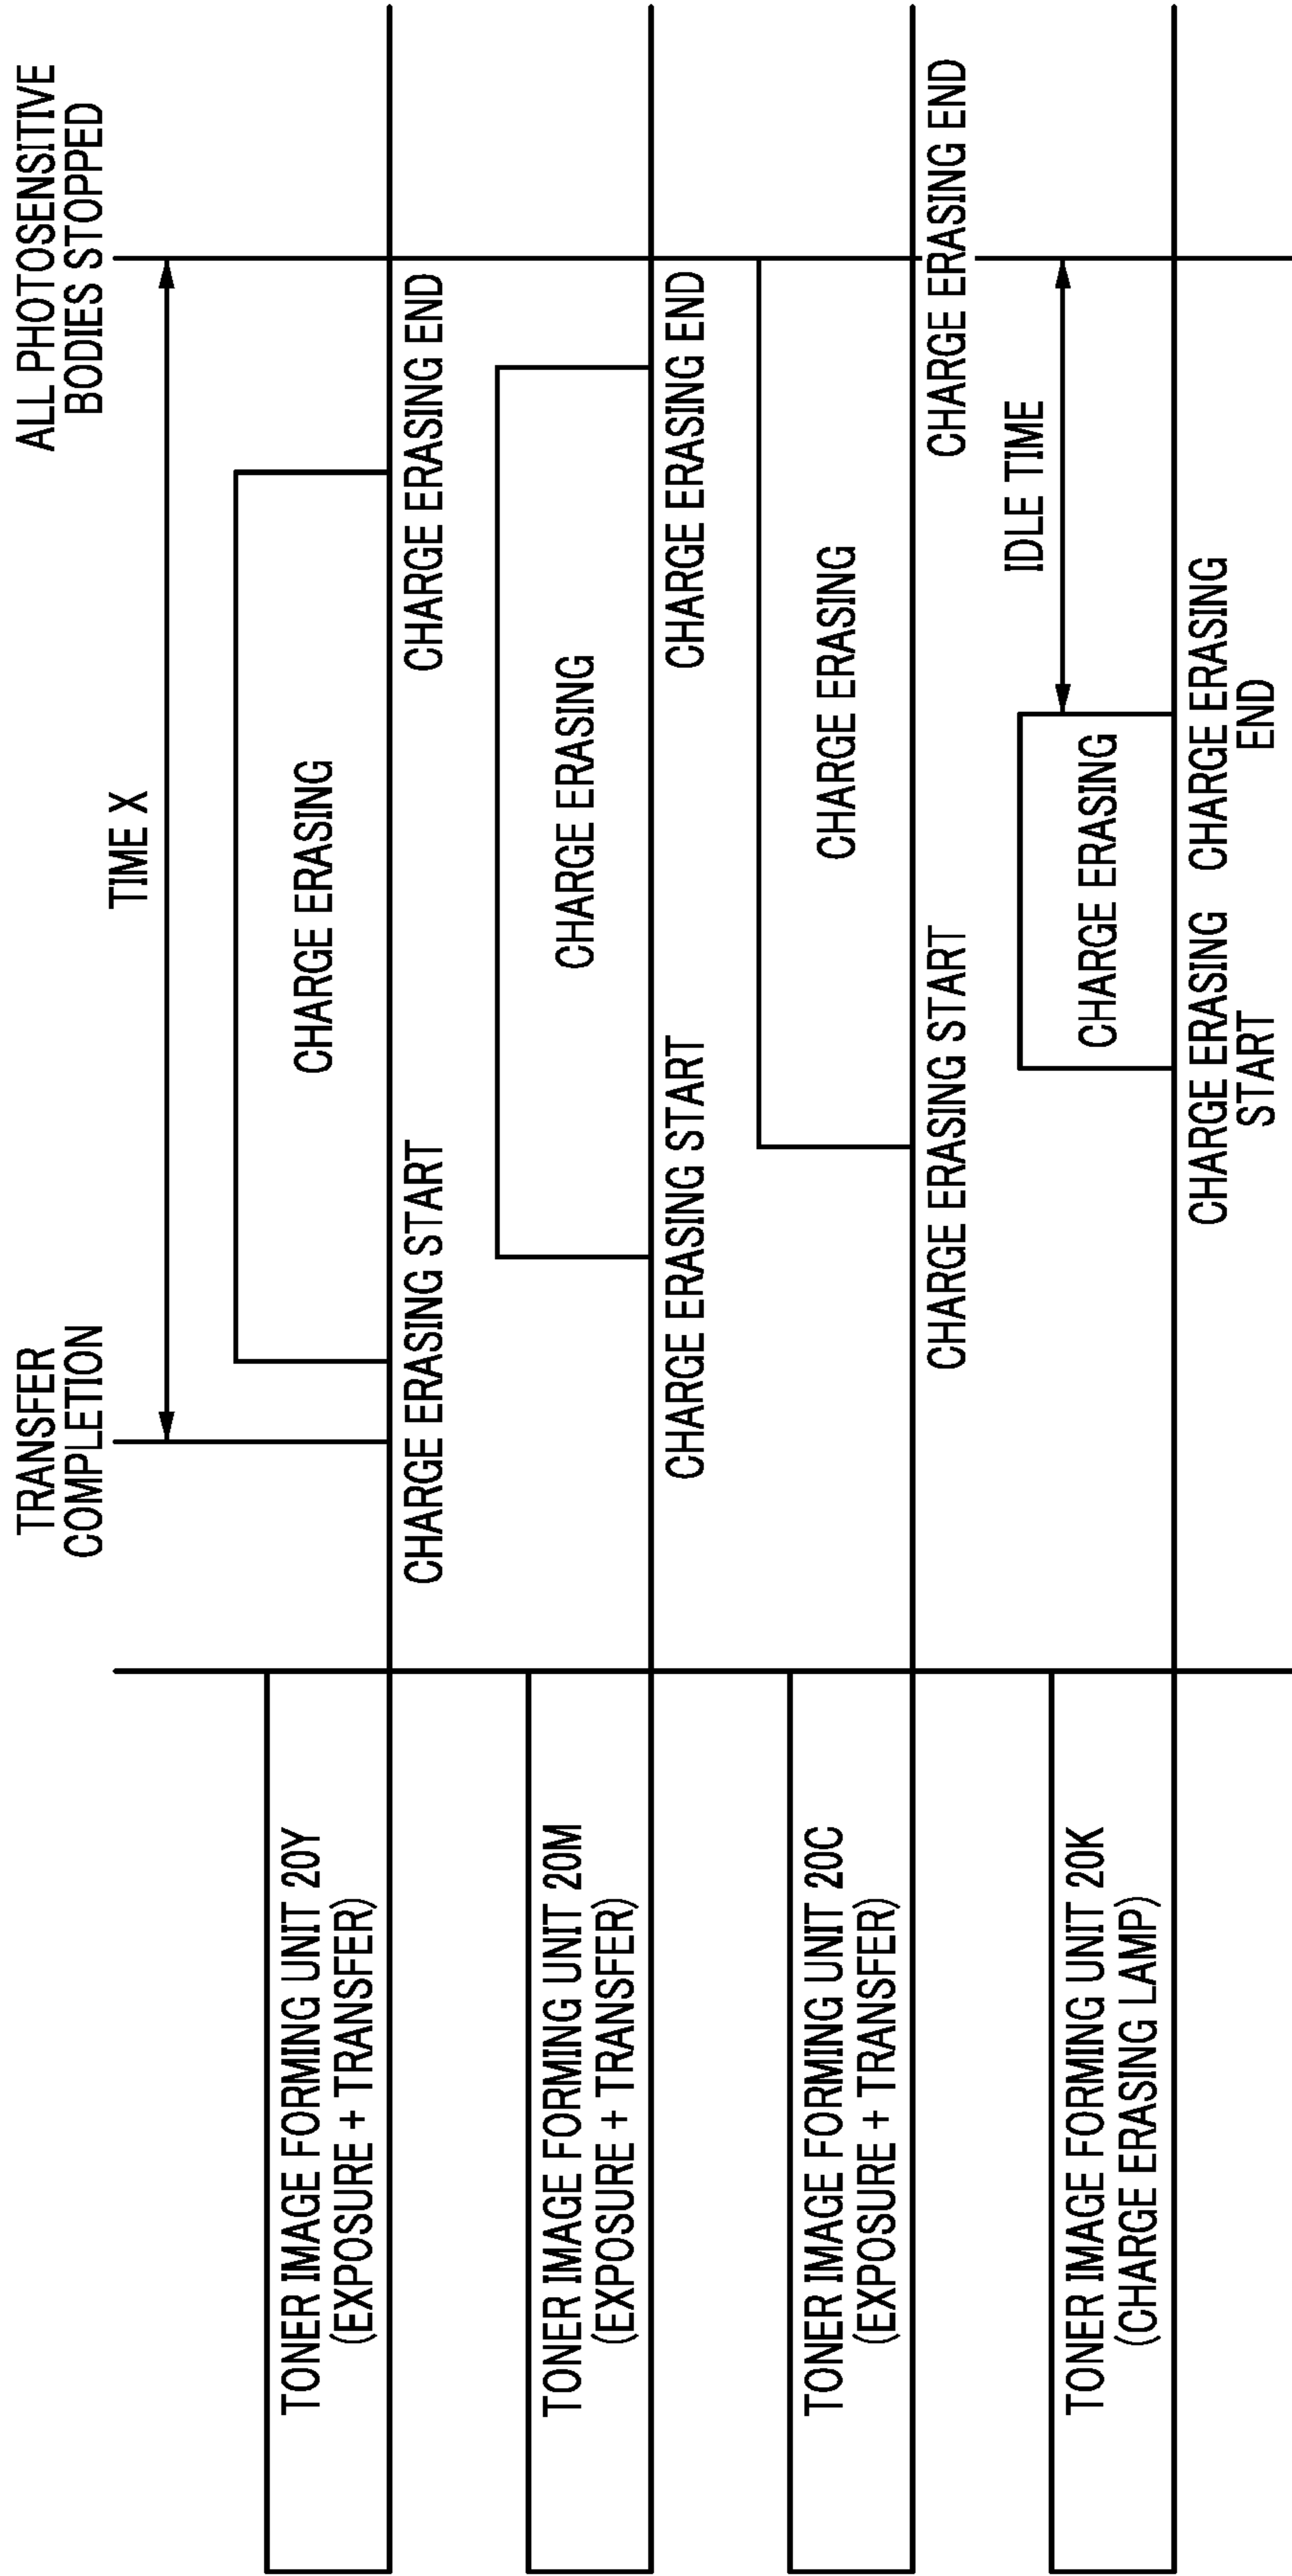 TRANSFER
COMPLETION
ALL PHOTOSENSITIVE
BODIES STOPPED
TIME X
TONER IMAGE FORMING UNIT 20Y
(EXPOSURE + TRANSFER)
CHARGE ERASING
CHARGE ERASING START
CHARGE ERASING END
TONER IMAGE FORMING UNIT 20M
(EXPOSURE + TRANSFER)
CHARGE ERASING
CHARGE ERASING START
CHARGE ERASING END
TONER IMAGE FORMING UNIT 20C
(EXPOSURE + TRANSFER)
CHARGE ERASING
CHARGE ERASING START
CHARGE ERASING END
IDLE TIME
TONER IMAGE FORMING UNIT 20K
(CHARGE ERASING LAMP)
CHARGE ERASING
CHARGE ERASING
START
CHARGE ERASING
END